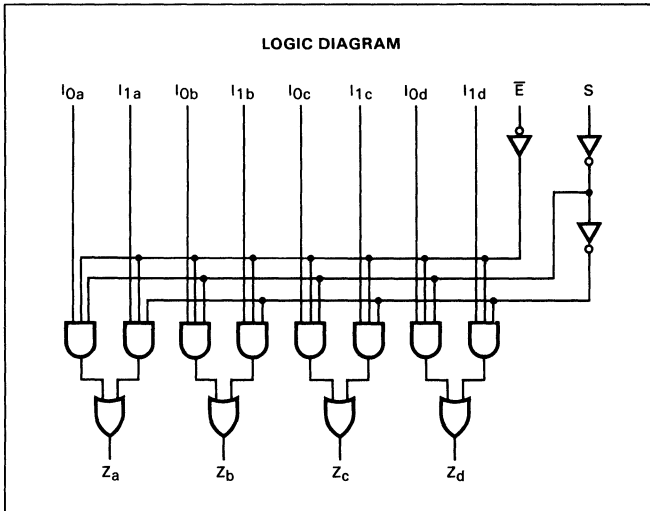 LOGIC DIAGRAM
I0a I1a I0b I1b I0c I1c I0d I1d E̅ S
Za Zb Zc Zd